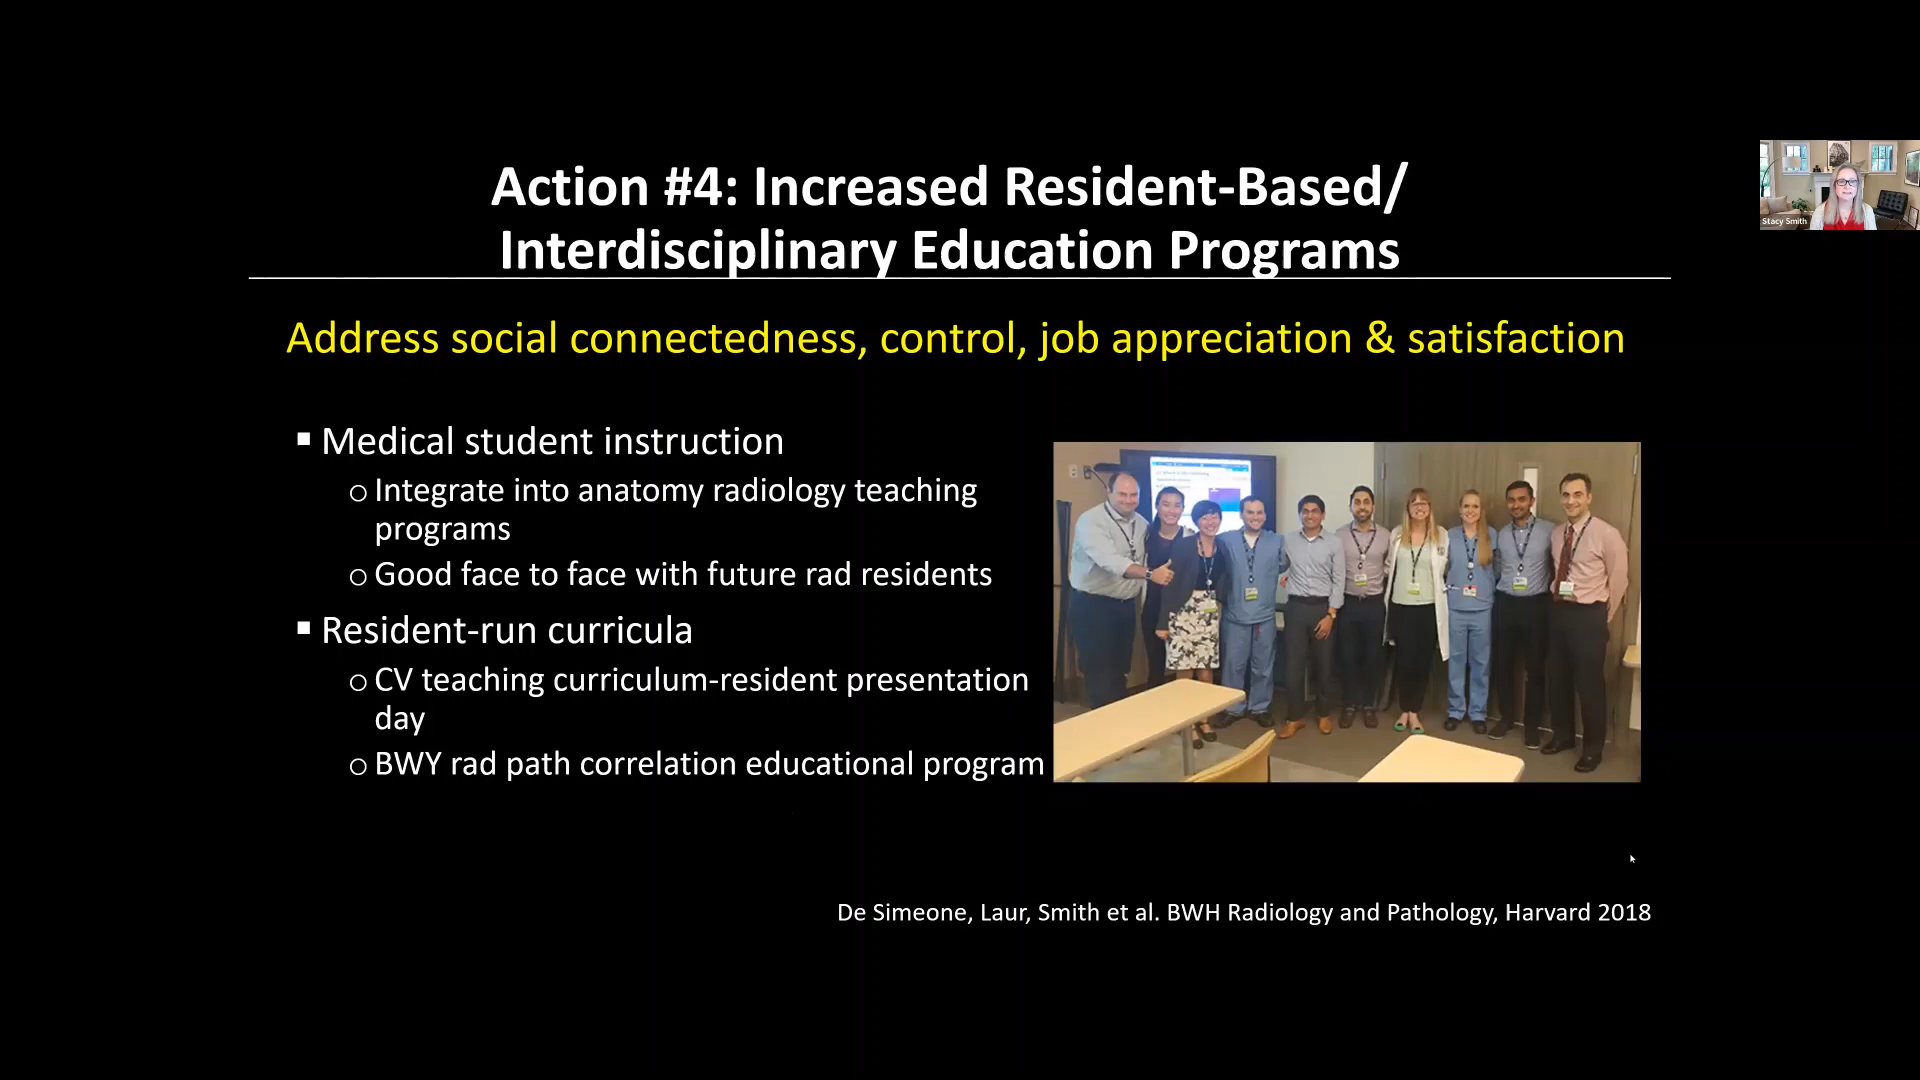 Action #4: Increased Resident-Based/
Interdisciplinary Education Programs
Address social connectedness, control, job appreciation & satisfaction
▪ Medical student instruction
o Integrate into anatomy radiology teaching
programs
o Good face to face with future rad residents
▪ Resident-run curricula
o CV teaching curriculum-resident presentation
day
o BWY rad path correlation educational program
De Simeone, Laur, Smith et al. BWH Radiology and Pathology, Harvard 2018
Stacy Smith